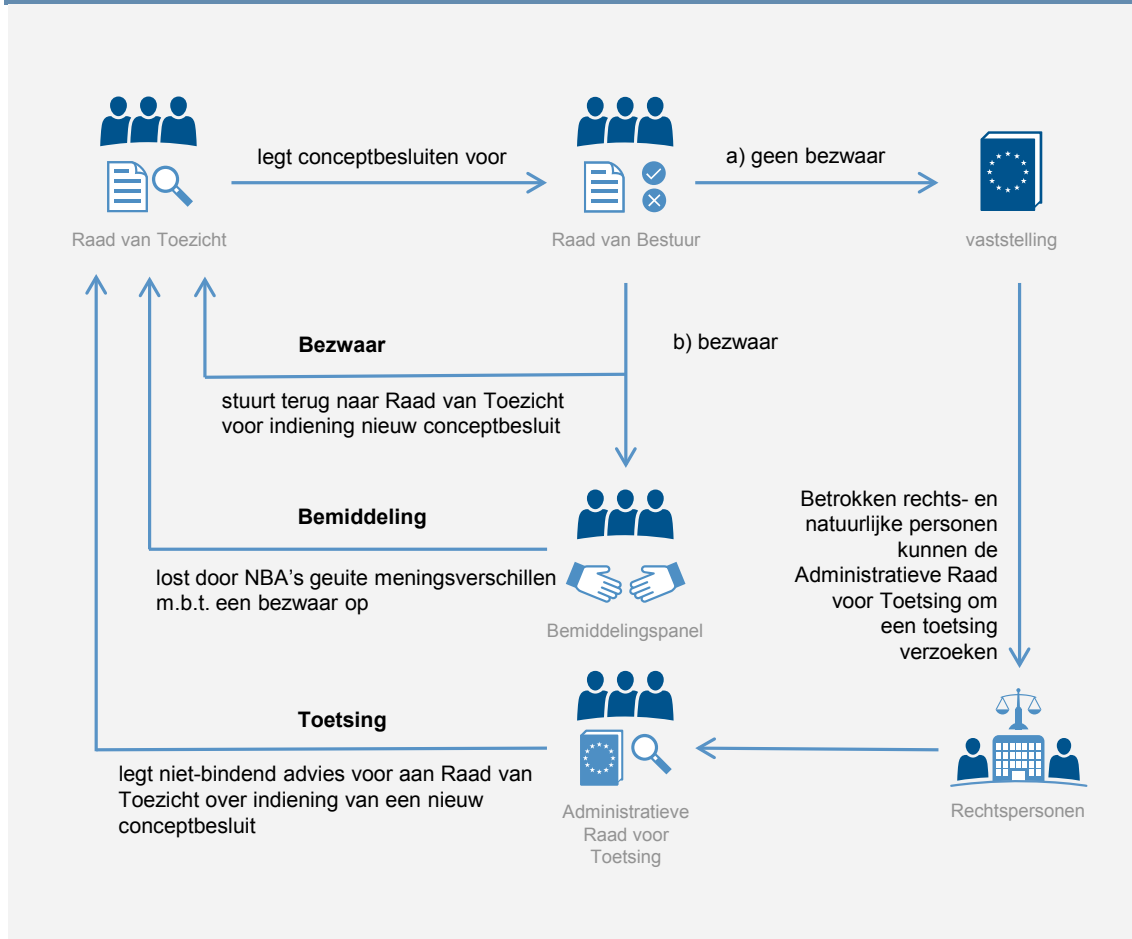 legt conceptbesluiten voor
a) geen bezwaar
Raad van Toezicht
Raad van Bestuur
vaststelling
Bezwaar
b) bezwaar
stuurt terug naar Raad van Toezicht
voor indiening nieuw conceptbesluit
Bemiddeling
lost door NBA's geuite meningsverschillen
m.b.t. een bezwaar op
Bemiddelingspanel
Betrokken rechts- en
natuurlijke personen
kunnen de
Administratieve Raad
voor Toetsing om
een toetsing
verzoeken
Toetsing
legt niet-bindend advies voor aan Raad van
Toezicht over indiening van een nieuw
conceptbesluit
Administratieve
Raad voor
Toetsing
Rechtspersonen